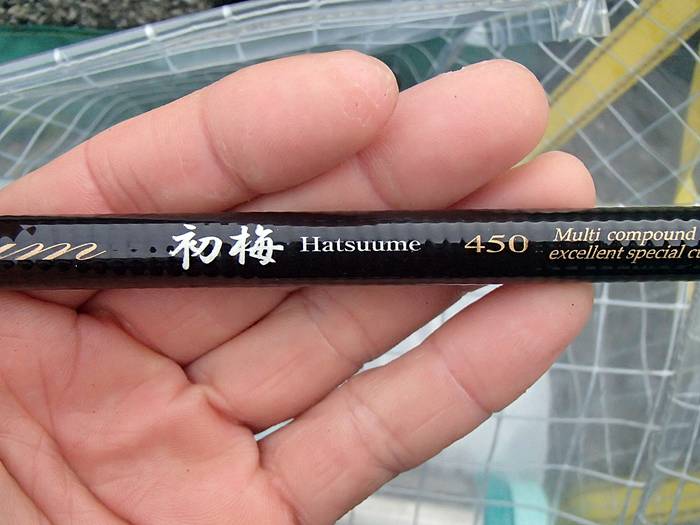 初梅 Hatsuume 450
Multi compound
excellent special